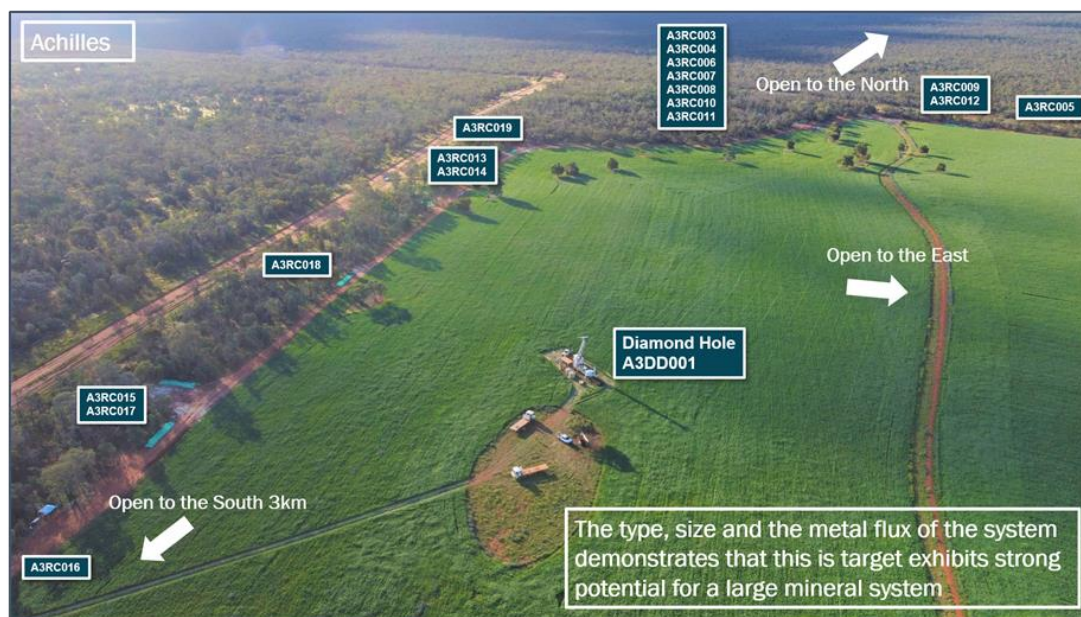 Achilles
A3RC003
A3RC004
A3RC006
A3RC007
A3RC008
A3RC010
A3RC011
Open to the North
A3RC009
A3RC012
A3RC005
A3RC019
A3RC013
A3RC014
A3RC018
Open to the East
Diamond Hole
A3DD001
A3RC015
A3RC017
Open to the South 3km
A3RC016
The type, size and the metal flux of the system
demonstrates that this is target exhibits strong
potential for a large mineral system